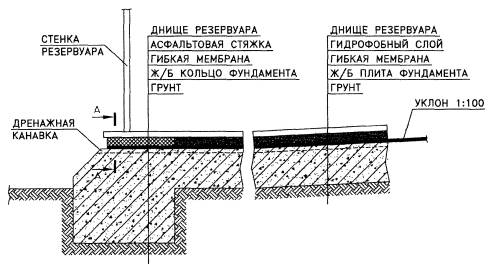 СТЕНКА
РЕЗЕРВУАРА
ДНИЩЕ РЕЗЕРВУАРА
АСФАЛЬТОВАЯ СТЯЖКА
ГИБКАЯ МЕМБРАНА
Ж/Б КОЛЬЦО ФУНДАМЕНТА
ГРУНТ
ДНИЩЕ РЕЗЕРВУАРА
ГИДРОФОБНЫЙ СЛОЙ
ГИБКАЯ МЕМБРАНА
Ж/Б ПЛИТА ФУНДАМЕНТА
ГРУНТ
УКЛОН 1:100
А
ДРЕНАЖНАЯ
КАНАВКА
А